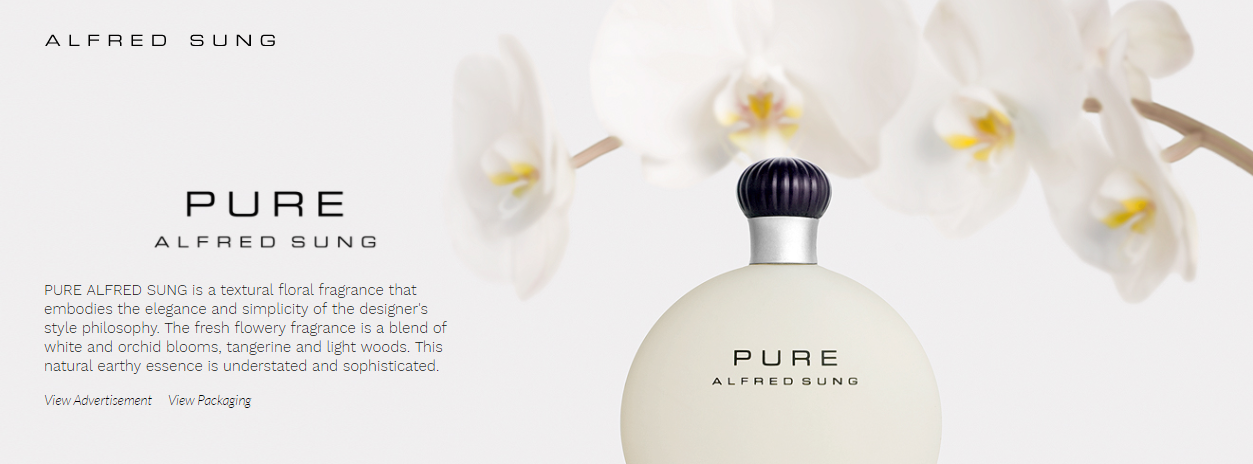 ALFRED SUNG
PURE
ALFRED SUNG
PURE ALFRED SUNG is a textural floral fragrance that
embodies the elegance and simplicity of the designer's
style philosophy. The fresh flowery fragrance is a blend of
white and orchid blooms, tangerine and light woods. This
natural earthy essence is understated and sophisticated.
View Advertisement View Packaging
PURE
ALFRED SUNG